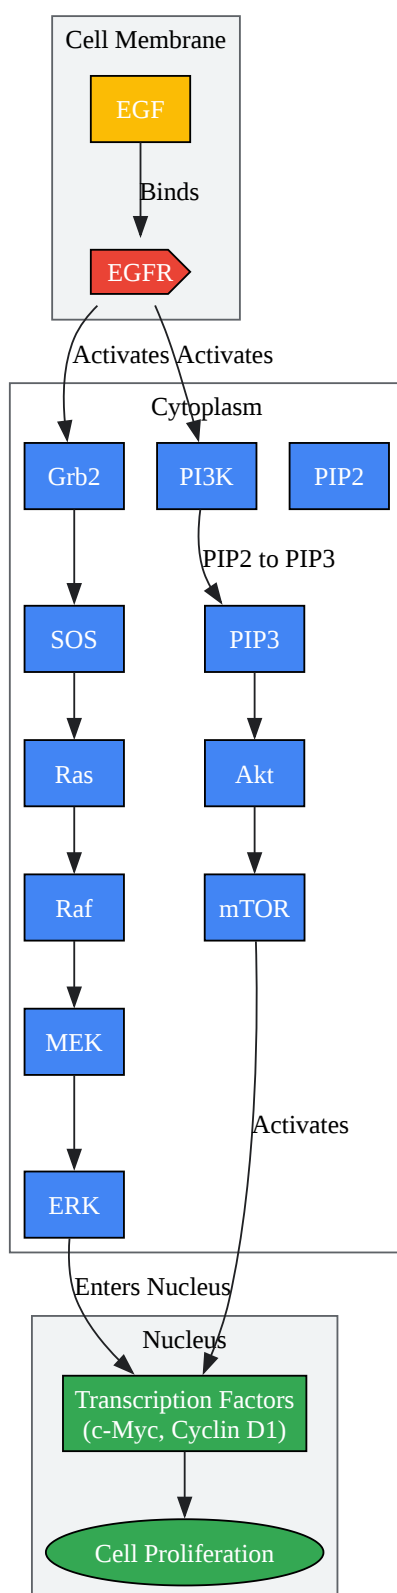 Cell Membrane
EGF
Binds
EGFR
Activates
Activates
Cytoplasm
Grb2
PI3K
PIP2
PIP2 to PIP3
SOS
PIP3
Ras
Akt
Raf
mTOR
MEK
Activates
ERK
Enters Nucleus
Nucleus
Transcription Factors
(c-Myc, Cyclin D1)
Cell Proliferation